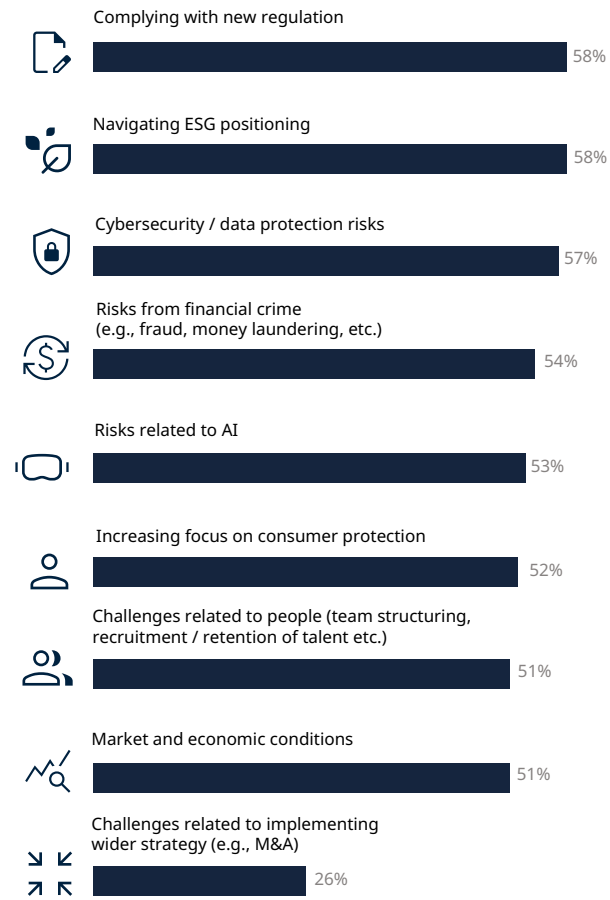 Complying with new regulation
58%
Navigating ESG positioning
58%
Cybersecurity / data protection risks
57%
Risks from financial crime
(e.g., fraud, money laundering, etc.)
54%
Risks related to AI
53%
Increasing focus on consumer protection
52%
Challenges related to people (team structuring,
recruitment / retention of talent etc.)
51%
Market and economic conditions
51%
Challenges related to implementing
wider strategy (e.g., M&A)
26%